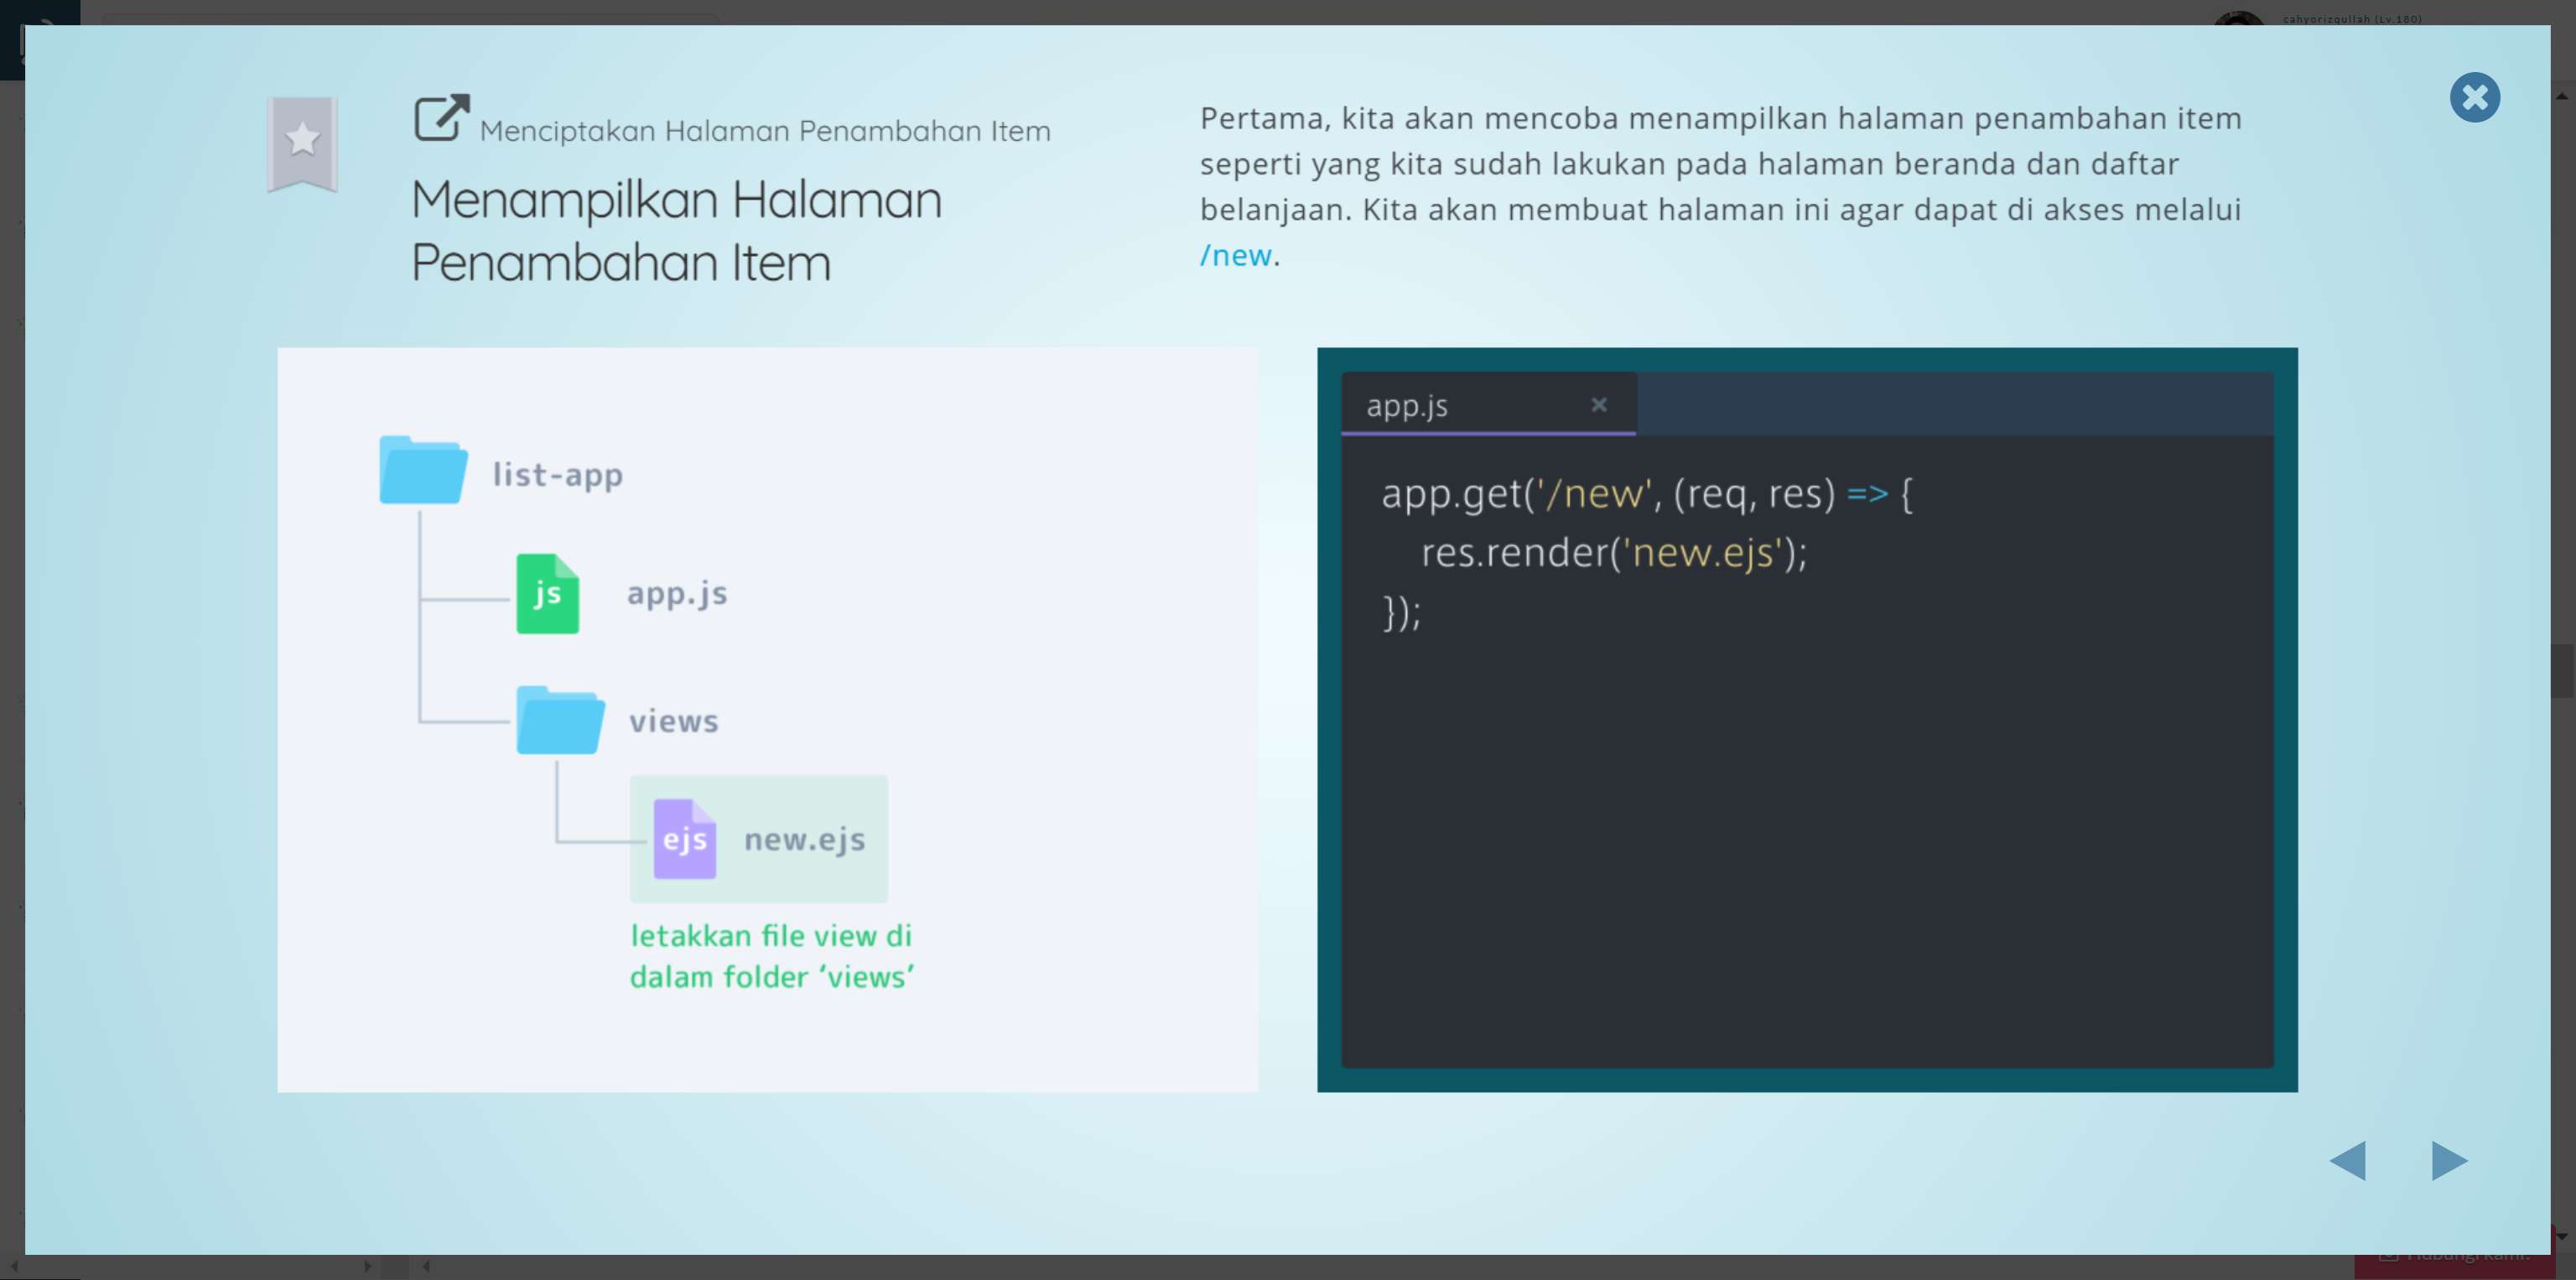 cahyorizqullah (Lv.180)
Menciptakan Halaman Penambahan Item
Menampilkan Halaman
Penambahan Item
Pertama, kita akan mencoba menampilkan halaman penambahan item
seperti yang kita sudah lakukan pada halaman beranda dan daftar
belanjaan. Kita akan membuat halaman ini agar dapat di akses melalui
/new.
list-app
js app.js
views
ejs new.ejs
letakkan file view di
dalam folder ‘views’
app.js ×
app.get('/new', (req, res) => {
res.render('new.ejs');
});